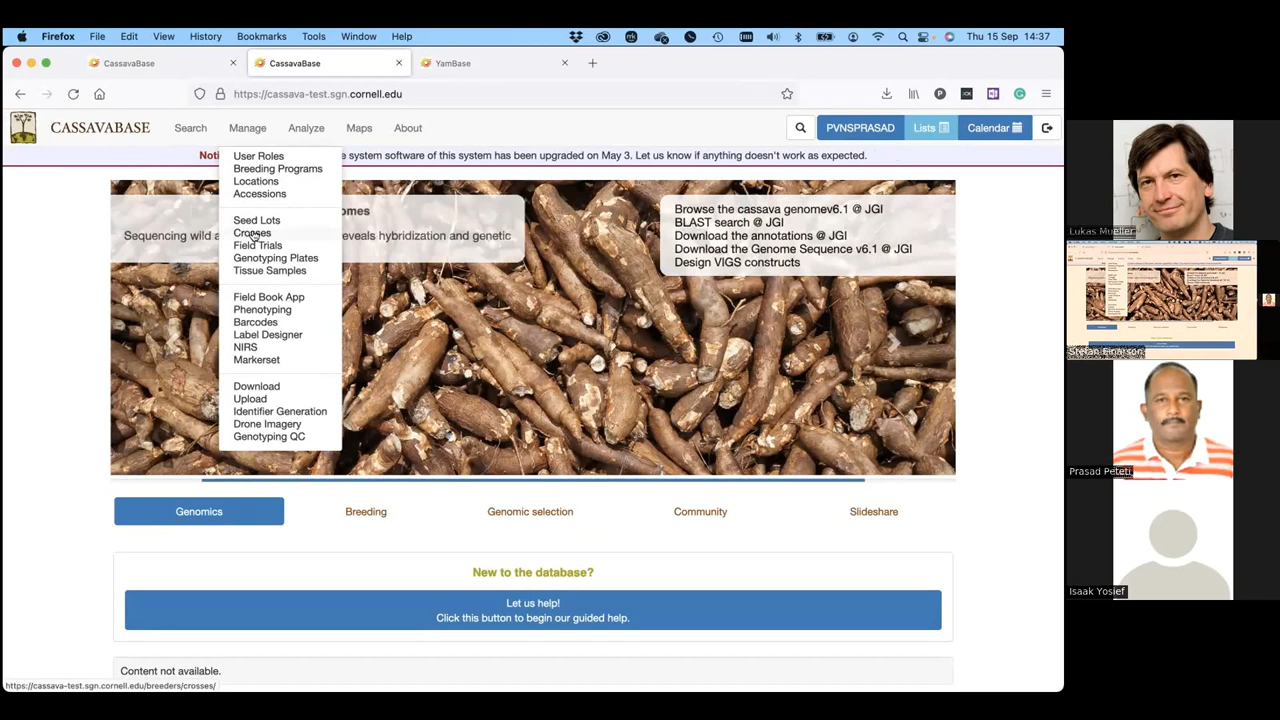 Firefox File Edit View History Bookmarks Tools Window Help Thu 15 Sep 14:37
CassavaBase CassavaBase YamBase
https://cassava-test.sgn.cornell.edu
CASSAVABASE Search Manage Analyze Maps About PVNSPRASAD Lists Calendar
Noti e system software of this system has been upgraded on May 3. Let us know if anything doesn't work as expected.
User Roles
Breeding Programs
Locations
Accessions
Seed Lots
Crosses
Field Trials
Genotyping Plates
Tissue Samples
Field Book App
Phenotyping
Barcodes
Label Designer
NIRS
Markerset
Download
Upload
Identifier Generation
Drone Imagery
Genotyping QC
omes
Sequencing wild a reveals hybridization and genetic
Browse the cassava genomev6.1 @ JGI
BLAST search @ JGI
Download the annotations @ JGI
Download the Genome Sequence v6.1 @ JGI
Design VIGS constructs
Genomics Breeding Genomic selection Community Slideshare
New to the database?
Let us help!
Click this button to begin our guided help.
Content not available.
https://cassava-test.sgn.cornell.edu/breeders/crosses/
Lukas Mueller
Stefan Einarson
Prasad Peteti
Isaak Yosief